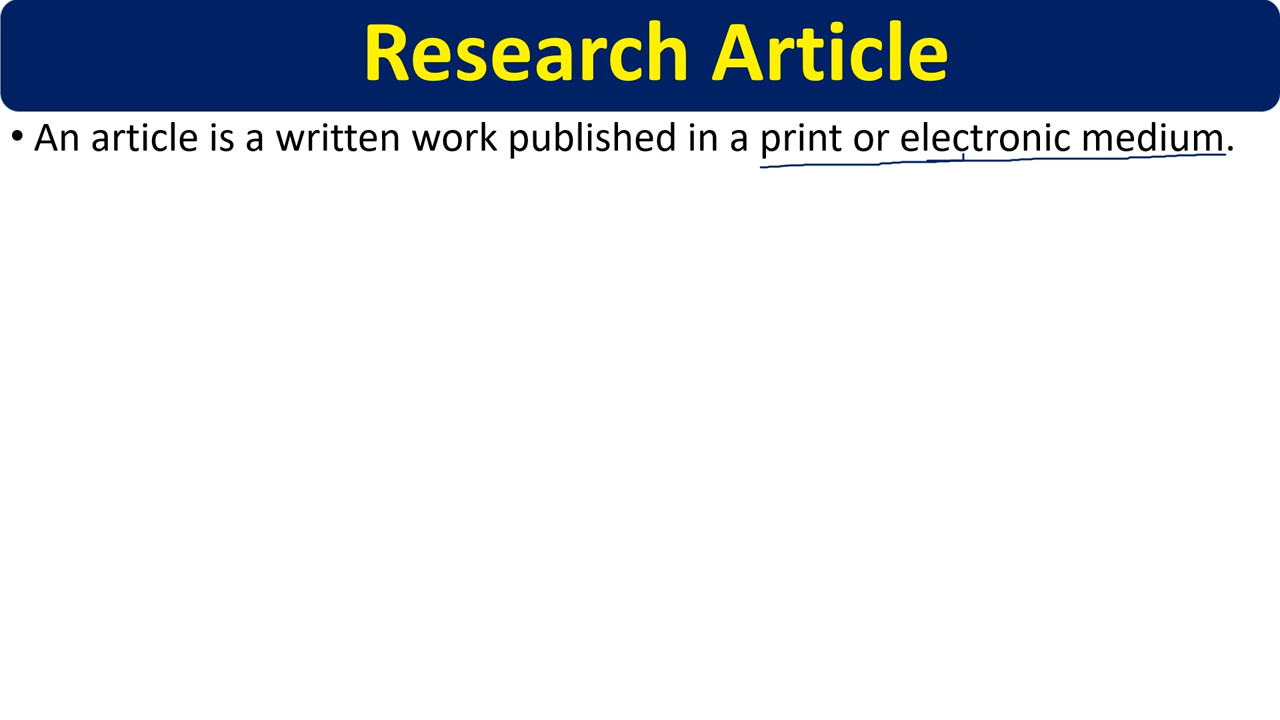 Research Article
• An article is a written work published in a print or electronic medium.